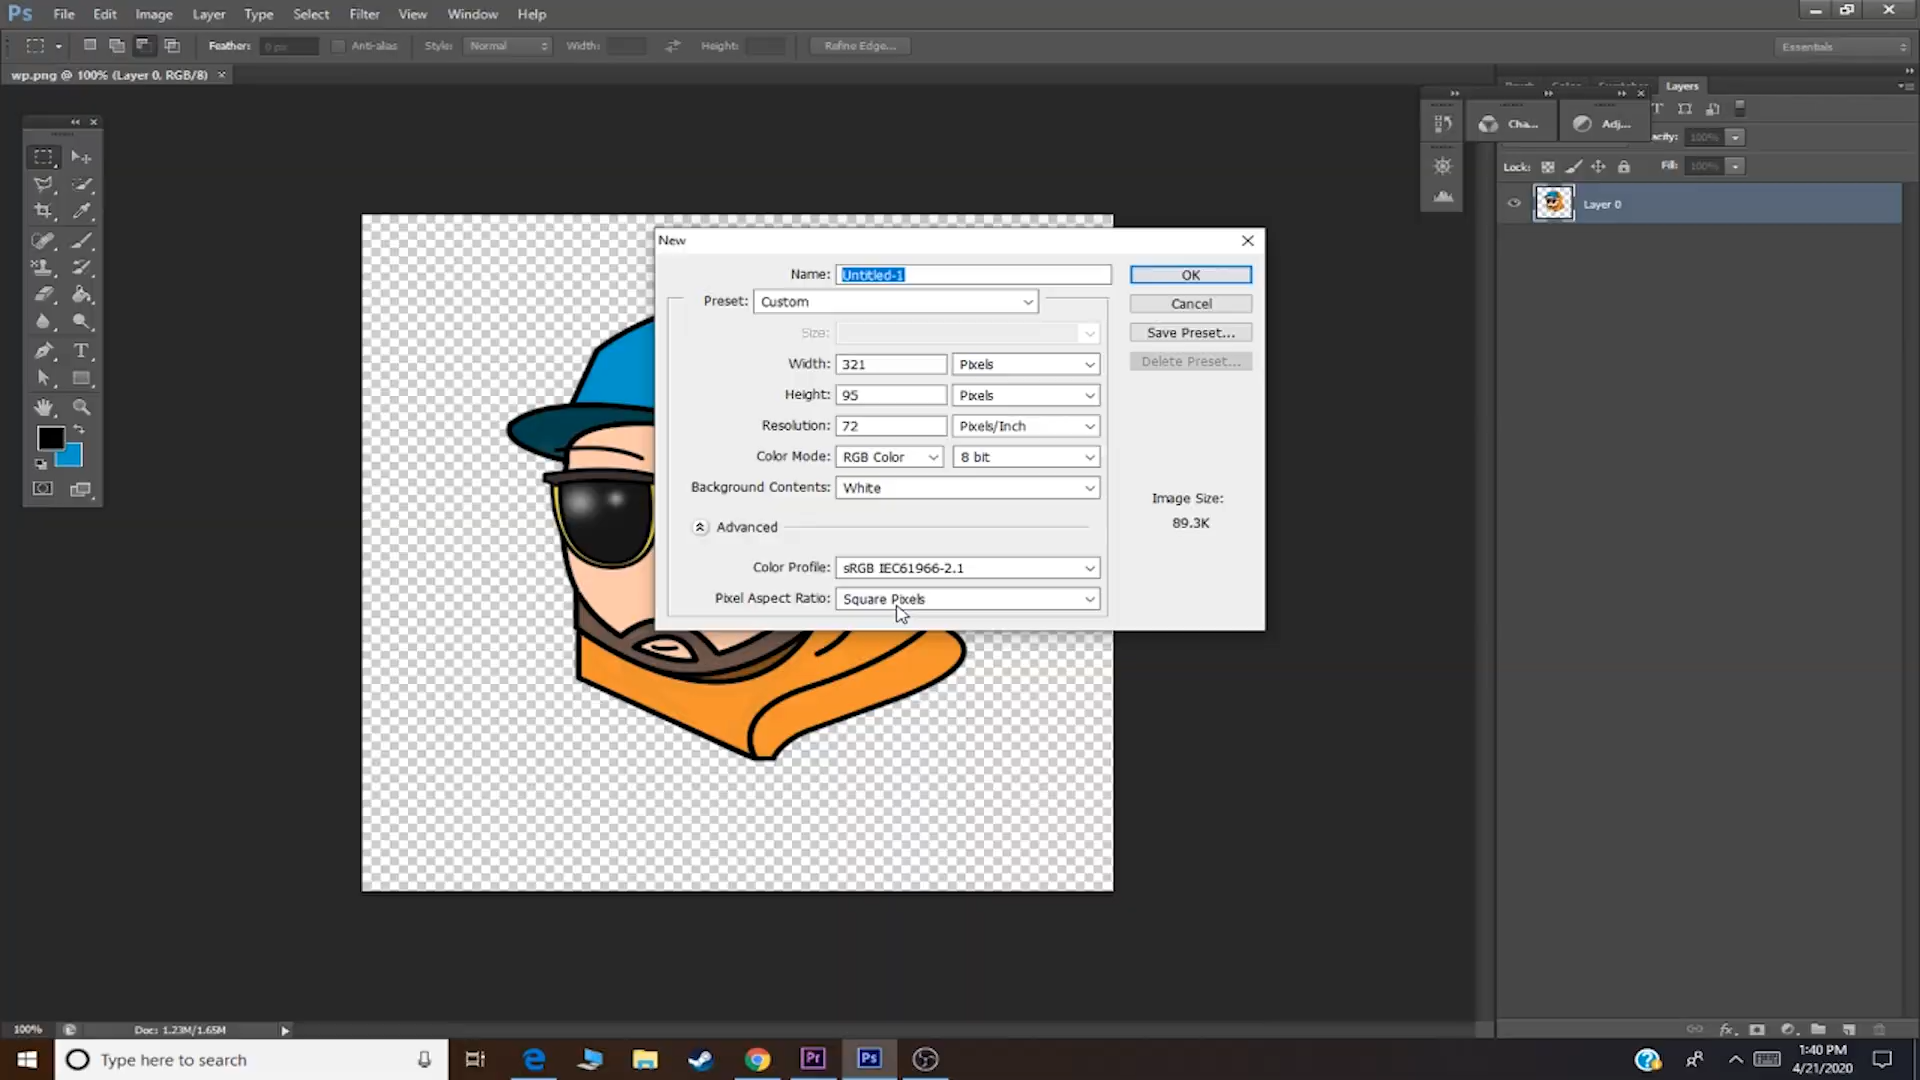 Ps File Edit Image Layer Type Select Filter View Window Help
Feather: 0 px Anti-alias Style: Normal Width: Height: Refine Edge... Essentials
wp.png @ 100% (Layer 0, RGB/8) ×
Layers
Cha... Adj...
100%
Lock: Fill: 100%
Layer 0
New
Name: Untitled-1 OK
Preset: Custom Cancel
Size: Save Preset...
Width: 321 Pixels Delete Preset...
Height: 95 Pixels
Resolution: 72 Pixels/Inch
Color Mode: RGB Color 8 bit
Background Contents: White
Image Size:
89.3K
Advanced
Color Profile: sRGB IEC61966-2.1
Pixel Aspect Ratio: Square Pixels
100% Doc: 1.23M/1.65M
Type here to search
Pr Ps
1:40 PM
4/21/2020